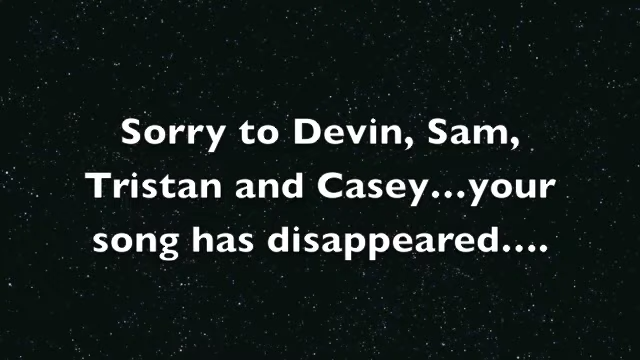 Sorry to Devin, Sam,
Tristan and Casey...your
song has disappeared....